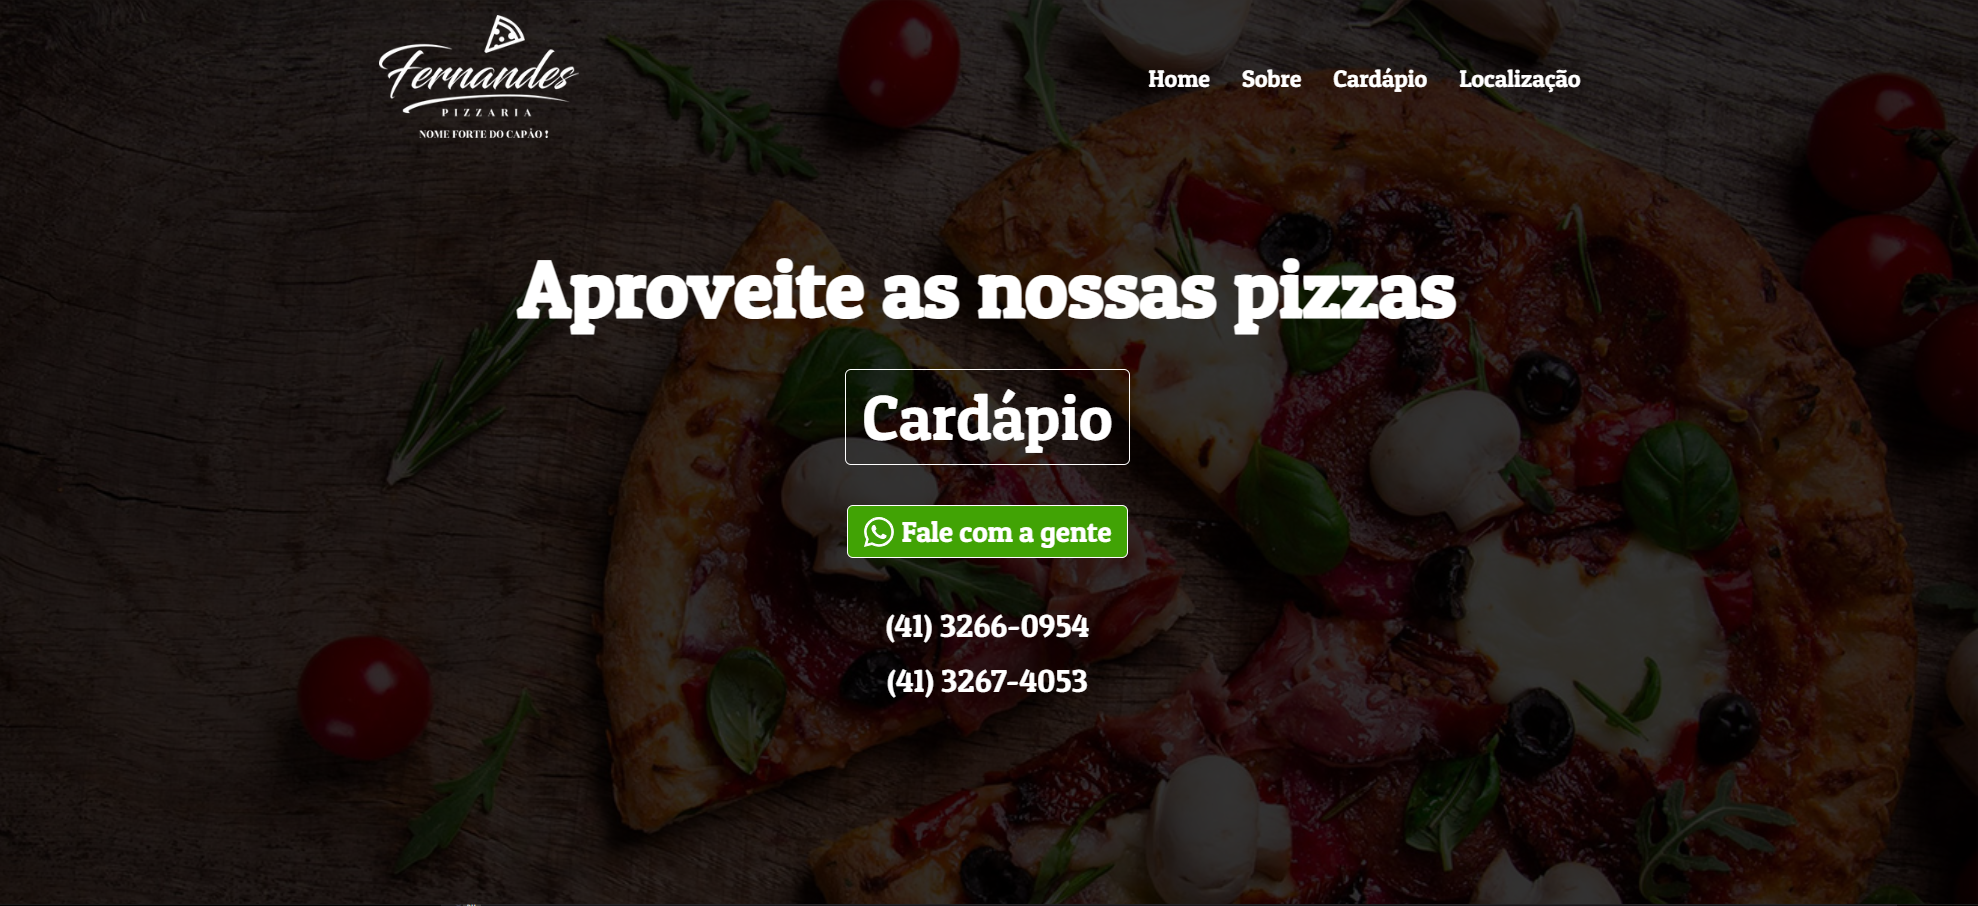 Fernandes
PIZZARIA
NOME FORTE DO CAPÃO !
Home Sobre Cardápio Localização
Aproveite as nossas pizzas
Cardápio
Fale com a gente
(41) 3266-0954
(41) 3267-4053